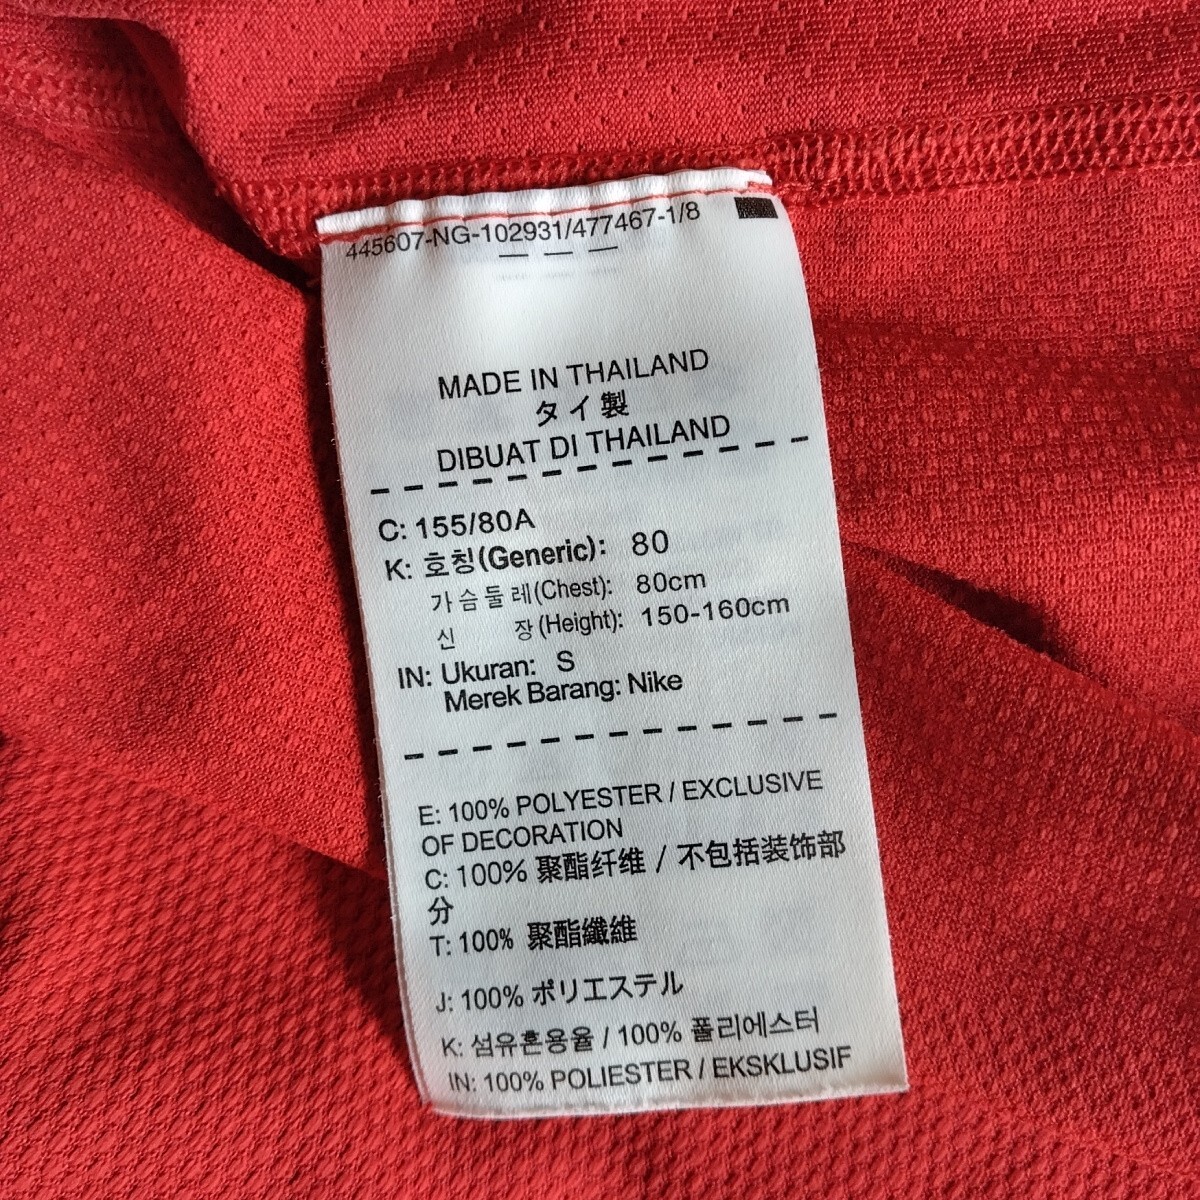 445607-NG-102931/477467-1/8
MADE IN THAILAND
タイ製
DIBUAT DI THAILAND
C: 155/80A
K: 호칭(Generic): 80
가슴둘레(Chest): 80cm
신 장(Height): 150-160cm
IN: Ukuran: S
Merek Barang: Nike
E: 100% POLYESTER / EXCLUSIVE
OF DECORATION
C: 100% 聚酯纤维 / 不包括装饰部
分
T: 100% 聚酯纖維
J: 100% ポリエステル
K: 섬유혼용율 / 100% 폴리에스터
IN: 100% POLIESTER / EKSKLUSIF